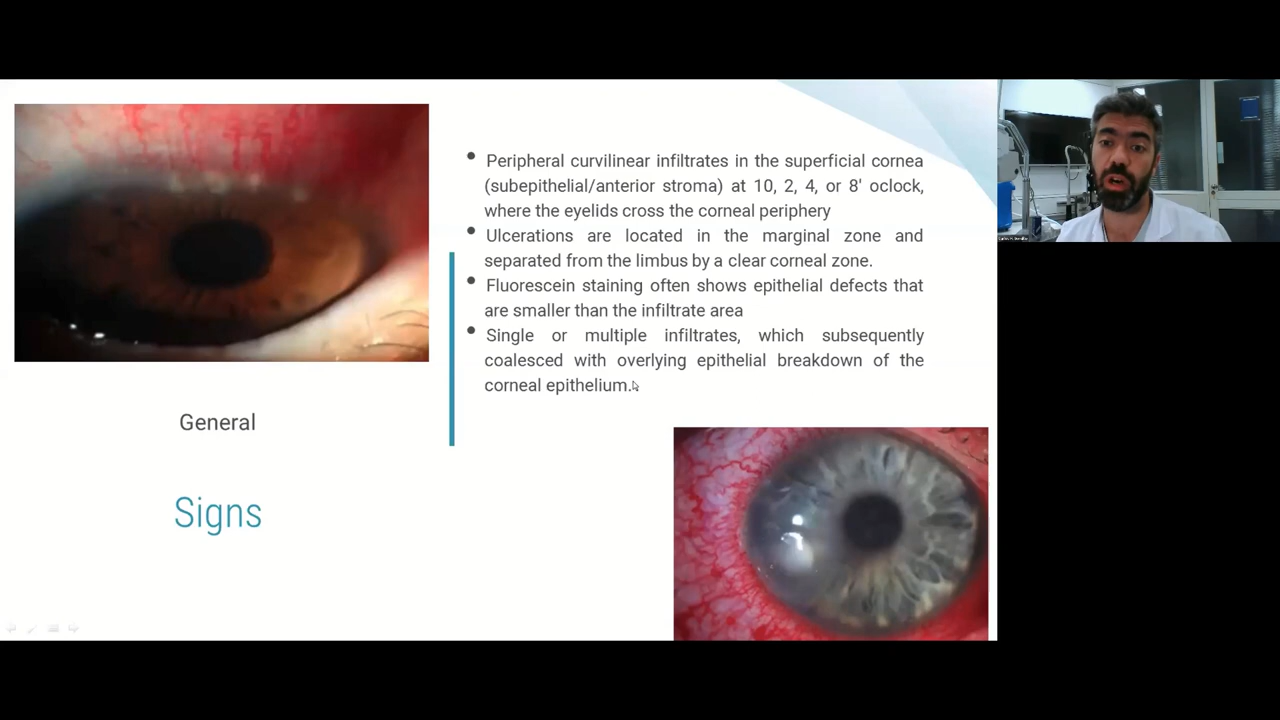 Peripheral curvilinear infiltrates in the superficial cornea
(subepithelial/anterior stroma) at 10, 2, 4, or 8' oclock,
where the eyelids cross the corneal periphery
Ulcerations are located in the marginal zone and
separated from the limbus by a clear corneal zone.
Fluorescein staining often shows epithelial defects that
are smaller than the infiltrate area
Single or multiple infiltrates, which subsequently
coalesced with overlying epithelial breakdown of the
corneal epithelium.
General
Signs